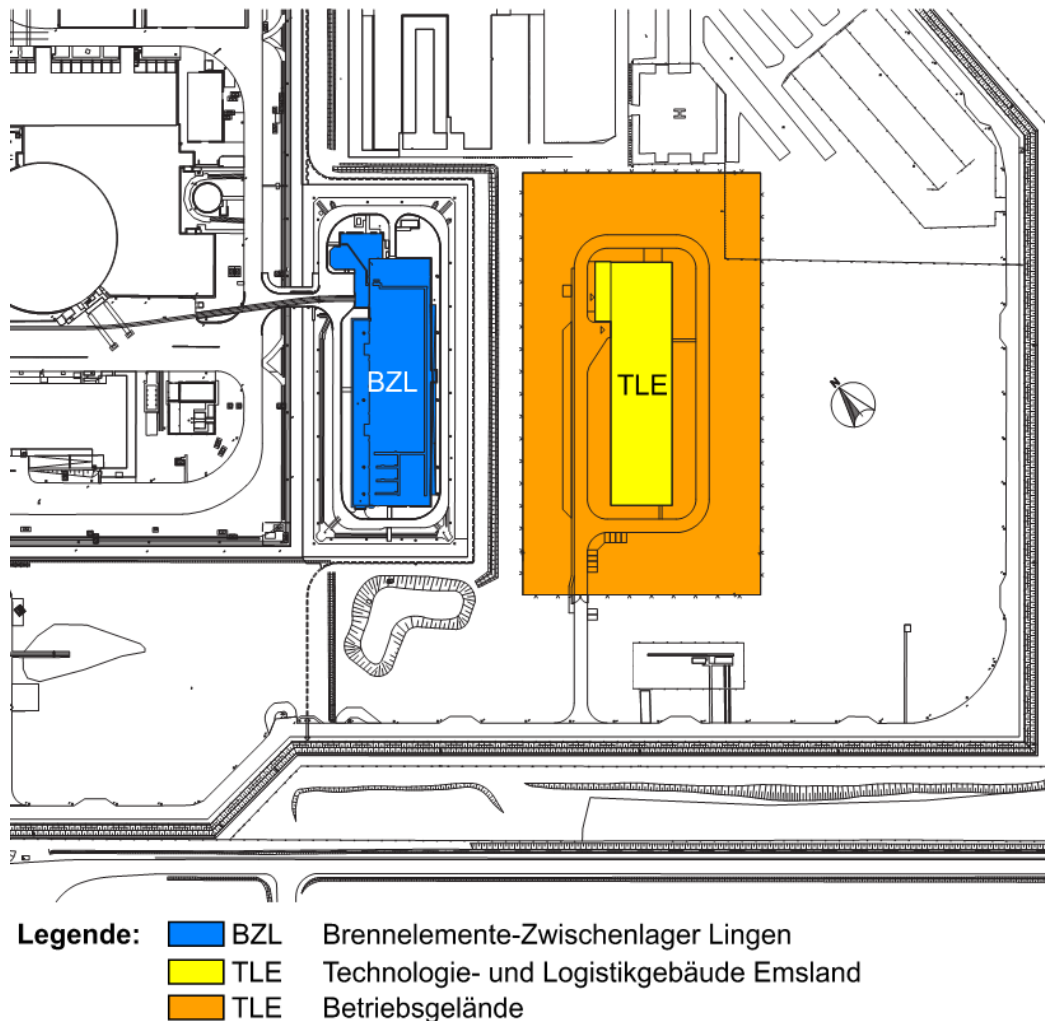 H
N
BZL
TLE
Legende:
BZL Brennelemente-Zwischenlager Lingen
TLE Technologie- und Logistikgebäude Emsland
TLE Betriebsgelände